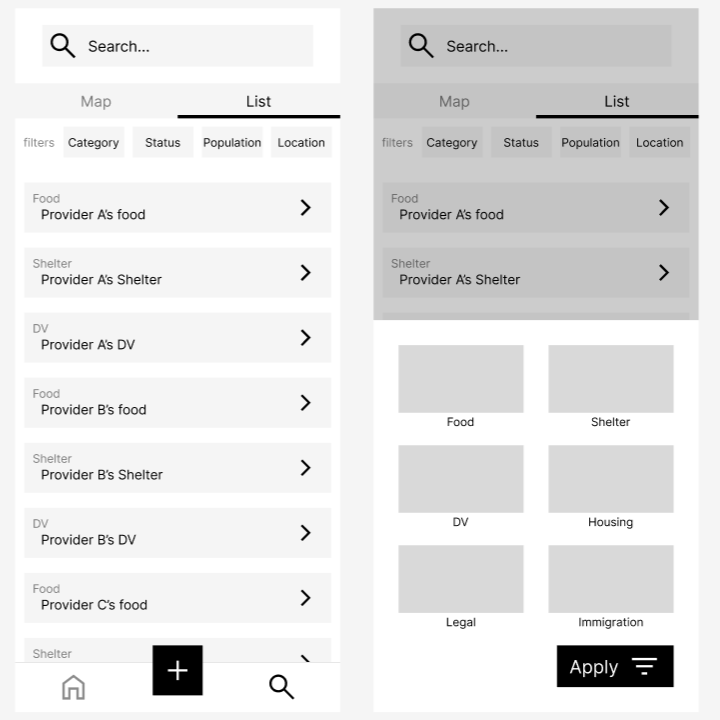 Search...
Map List
filters Category Status Population Location
Food
Provider A's food
Shelter
Provider A's Shelter
DV
Provider A's DV
Food
Provider B's food
Shelter
Provider B's Shelter
DV
Provider B's DV
Food
Provider C's food
Shelter
Search...
Map List
filters Category Status Population Location
Food
Provider A's food
Shelter
Provider A's Shelter
Food Shelter
DV Housing
Legal Immigration
Apply